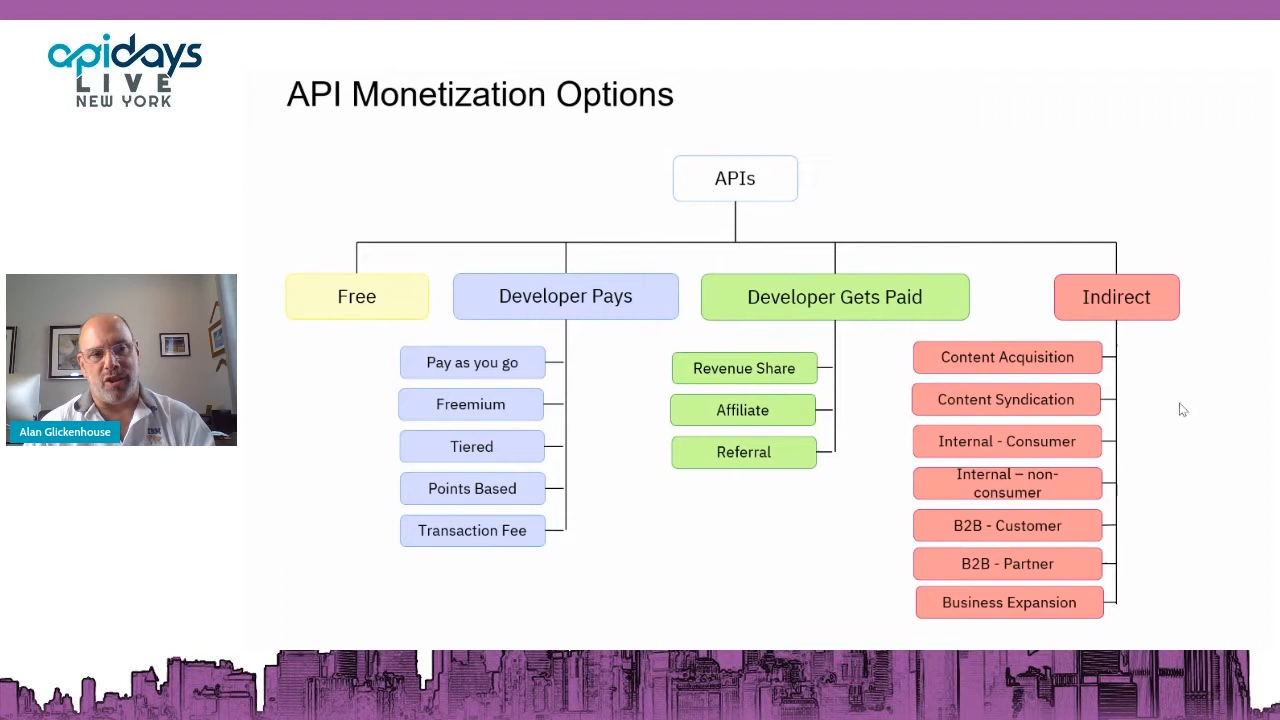 apidays
LIVE
NEW YORK
API Monetization Options
APIs
Free
Developer Pays
Developer Gets Paid
Indirect
Pay as you go
Freemium
Tiered
Points Based
Transaction Fee
Revenue Share
Affiliate
Referral
Content Acquisition
Content Syndication
Internal - Consumer
Internal – non-
consumer
B2B - Customer
B2B - Partner
Business Expansion
Alan Glickenhouse